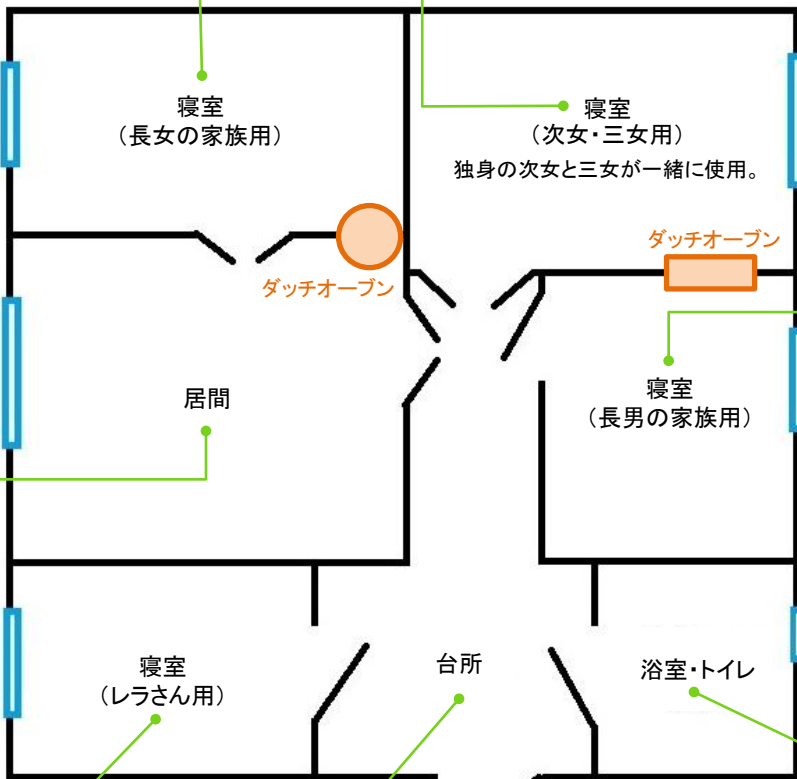 寝室
（長女の家族用）
寝室
（次女・三女用）
独身の次女と三女が一緒に使用。
ダッチオーブン
ダッチオーブン
居間
寝室
（長男の家族用）
寝室
（レラさん用）
台所
浴室・トイレ